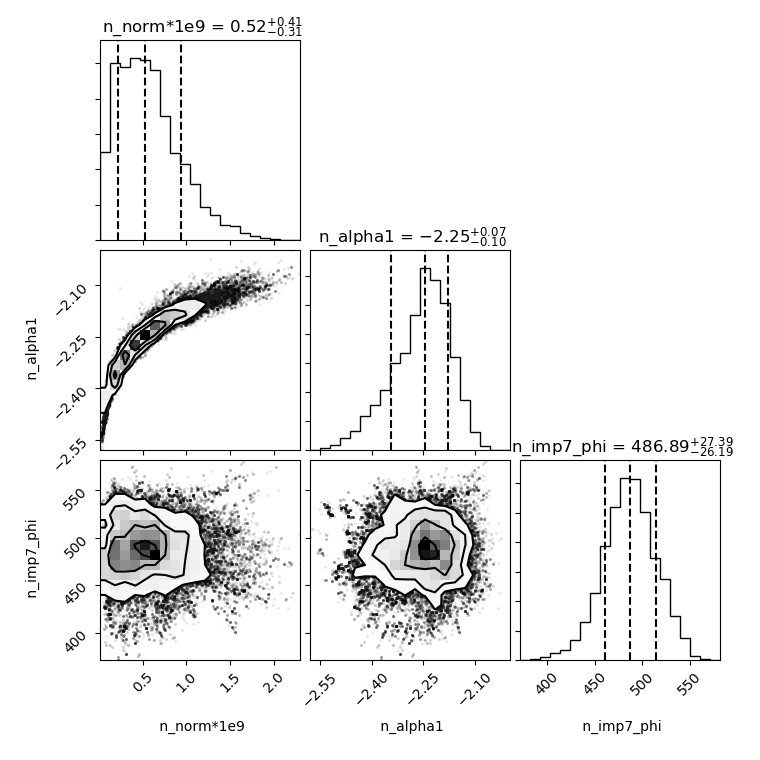 n_norm*1e9 = 0.52+0.41−0.31
n_alpha1 = −2.25+0.07−0.10
n_imp7_phi = 486.89+27.39−26.19
n_alpha1
−2.10
−2.25
−2.40
−2.55
n_imp7_phi
550
500
450
400
0.5
1.0
1.5
2.0
−2.55
−2.40
−2.25
−2.10
400
450
500
550
n_norm*1e9
n_alpha1
n_imp7_phi